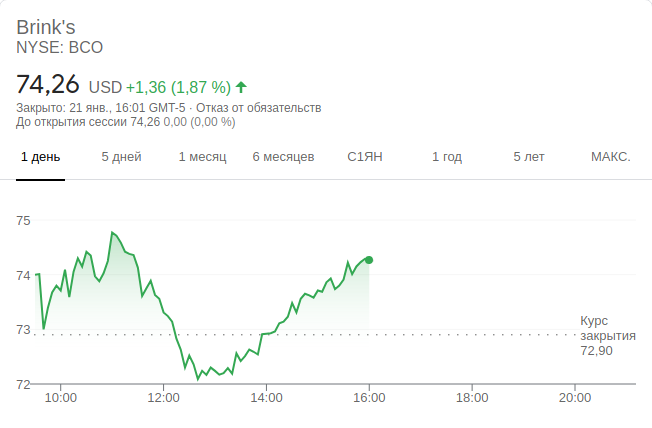 Brink's
NYSE: BCO
74,26 USD +1,36 (1,87 %)
Закрыто: 21 янв., 16:01 GMT-5 · Отказ от обязательств
До открытия сессии 74,26 0,00 (0,00 %)
1 день 5 дней 1 месяц 6 месяцев С1ЯН 1 год 5 лет МАКС.
75
74
73
Курс
закрытия
72,90
72
10:00 12:00 14:00 16:00 18:00 20:00